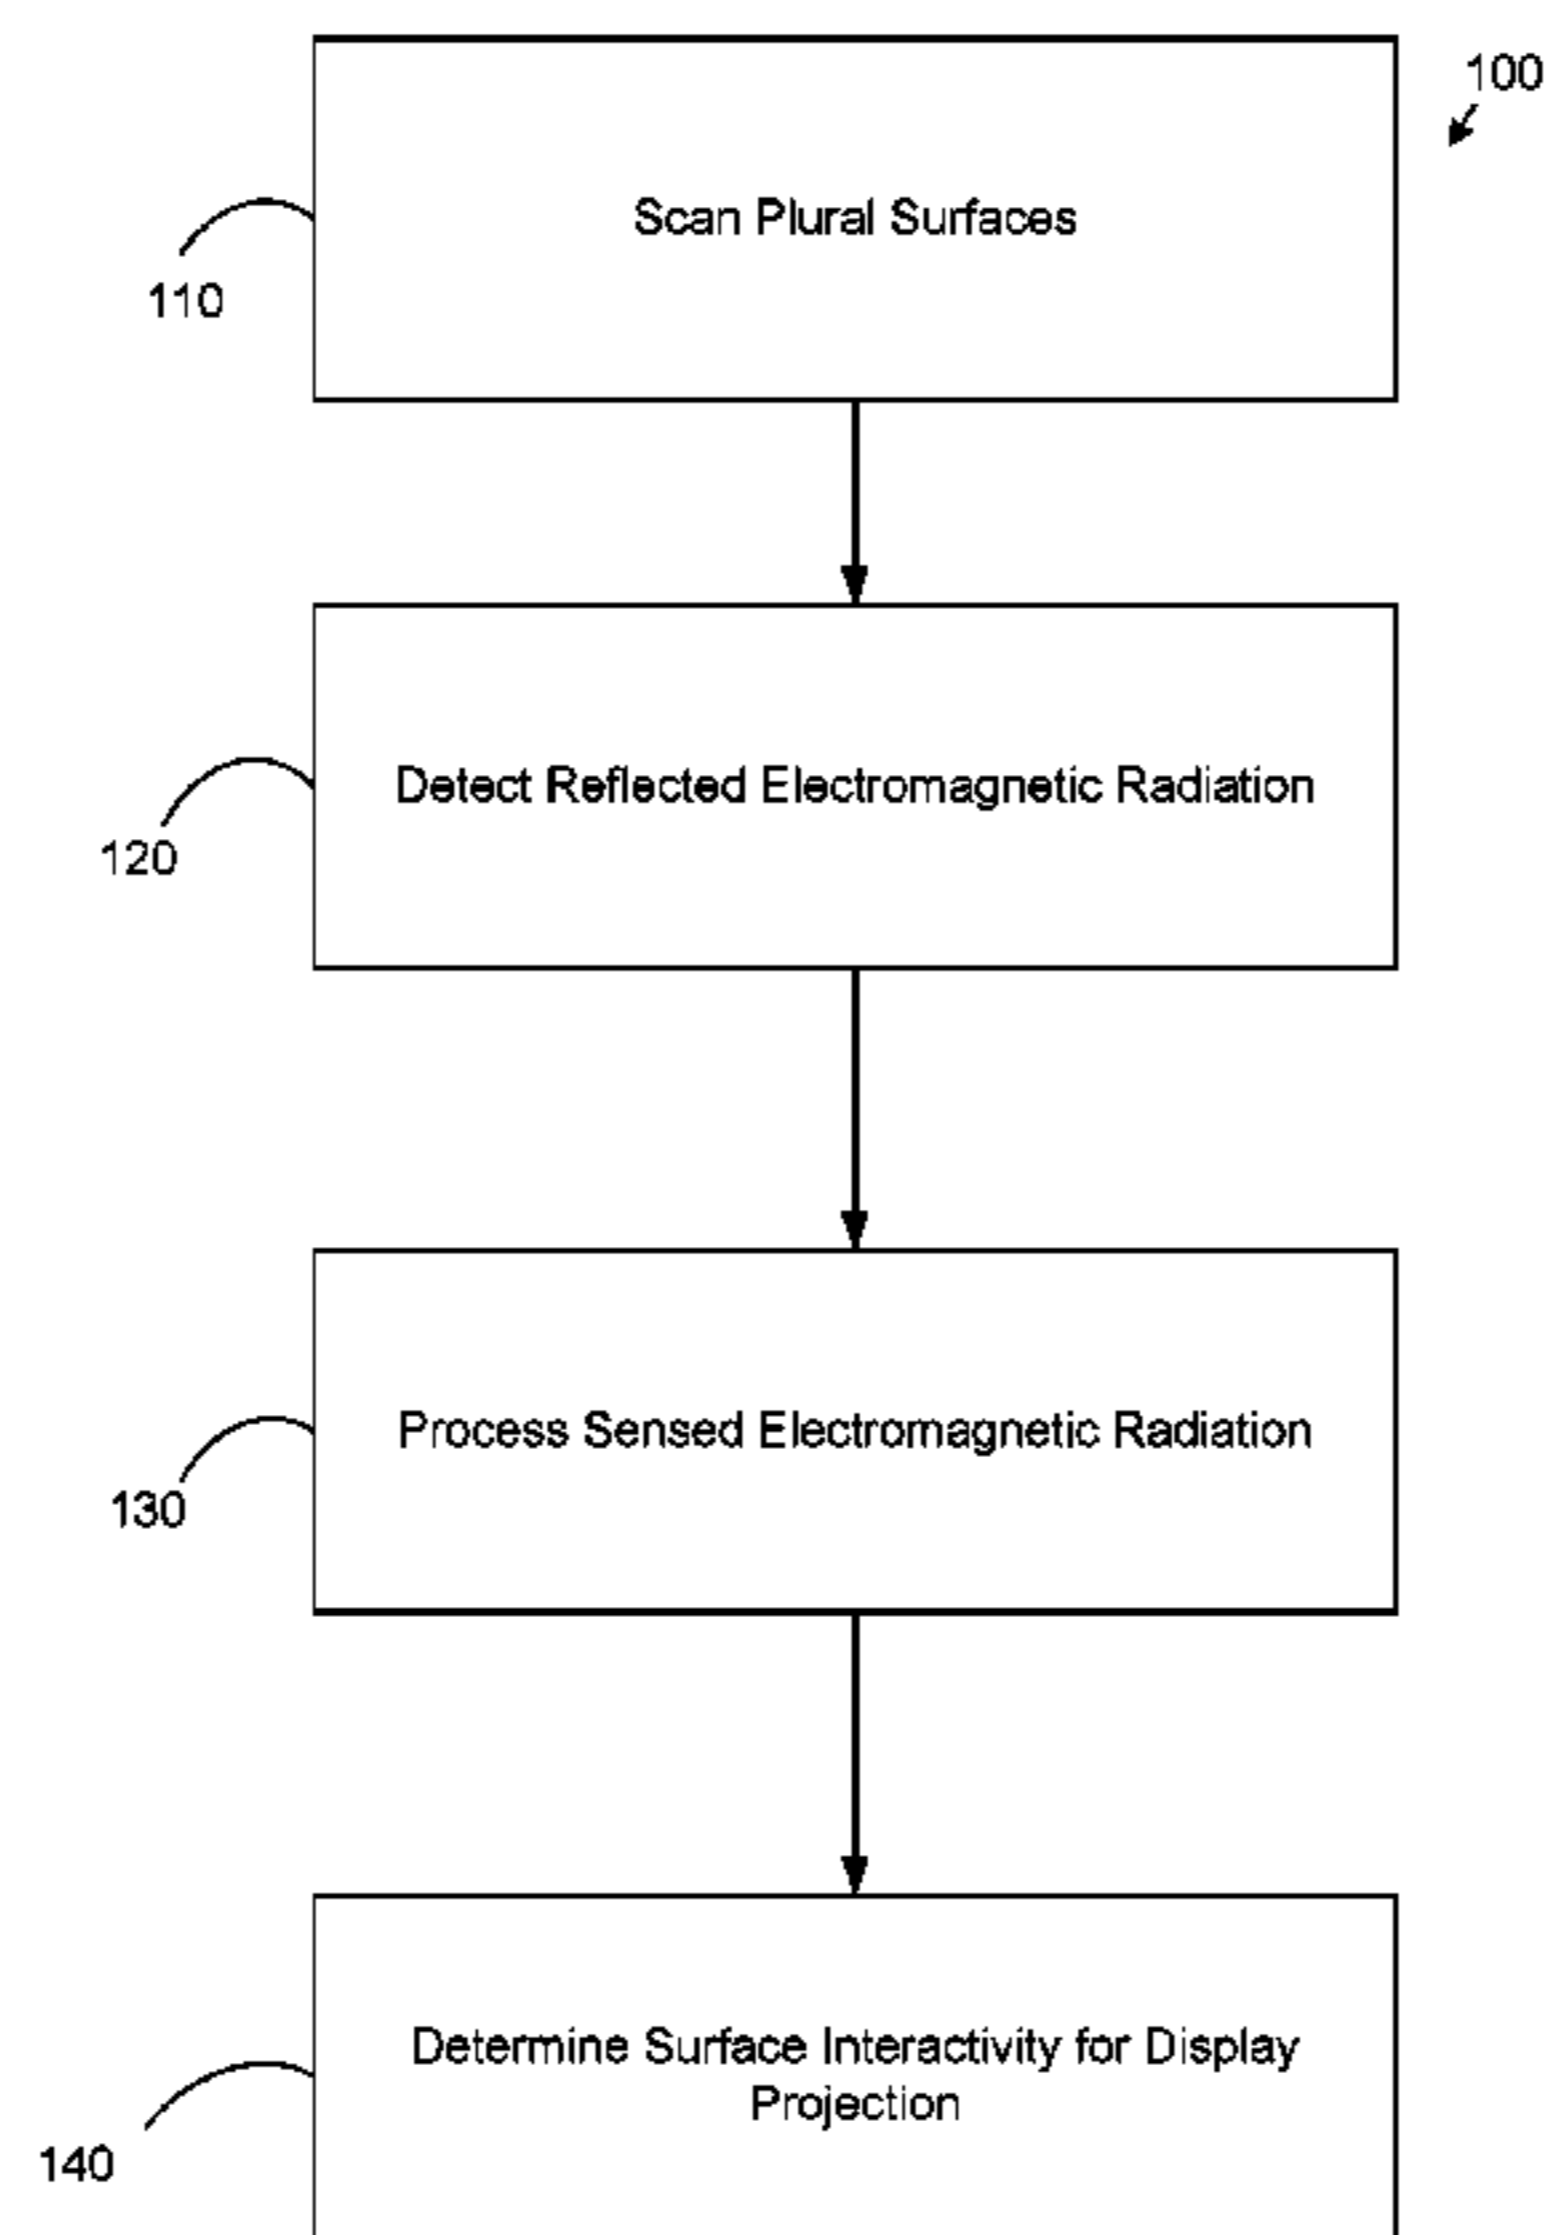 100
Scan Plural Surfaces
110
Detect Reflected Electromagnetic Radiation
120
Process Sensed Electromagnetic Radiation
130
Determine Surface Interactivity for Display
Projection
140